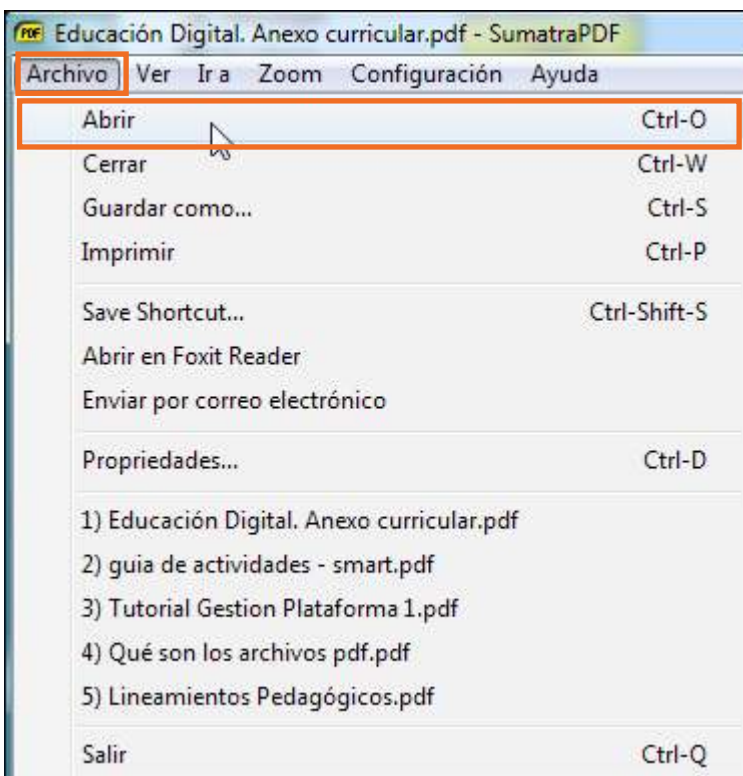 PDF Educación Digital. Anexo curricular.pdf - SumatraPDF
Archivo Ver Ir a Zoom Configuración Ayuda
Abrir Ctrl-O
Cerrar Ctrl-W
Guardar como... Ctrl-S
Imprimir Ctrl-P
Save Shortcut... Ctrl-Shift-S
Abrir en Foxit Reader
Enviar por correo electrónico
Propriedades... Ctrl-D
1) Educación Digital. Anexo curricular.pdf
2) guia de actividades - smart.pdf
3) Tutorial Gestion Plataforma 1.pdf
4) Qué son los archivos pdf.pdf
5) Lineamientos Pedagógicos.pdf
Salir Ctrl-Q